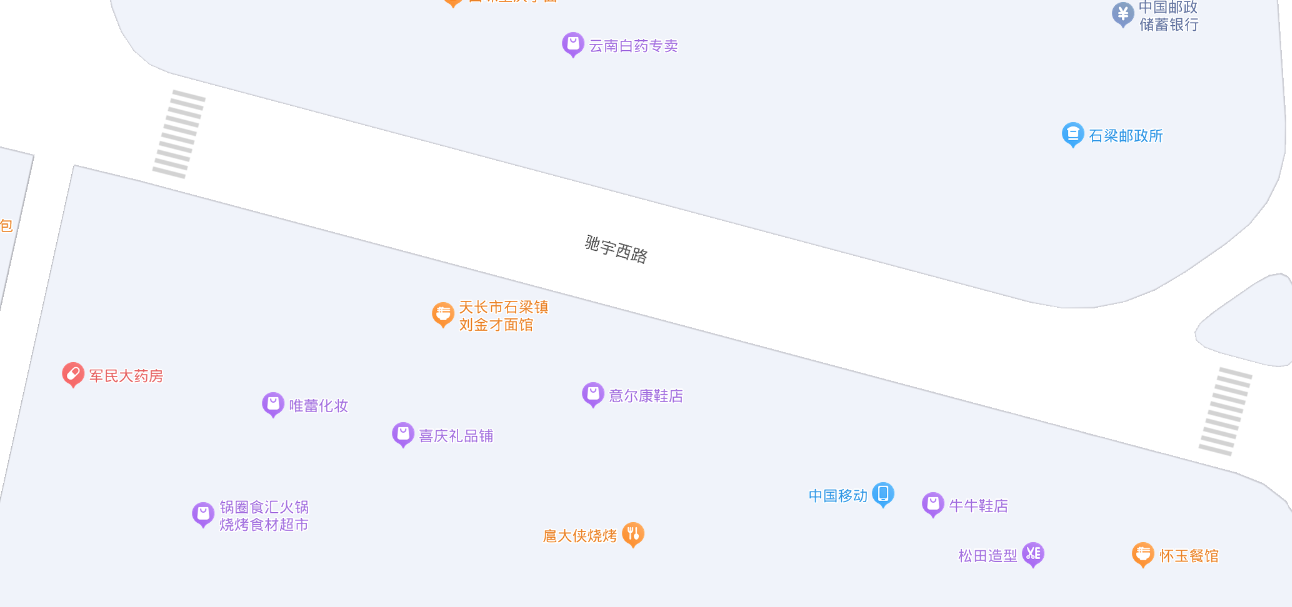 中国邮政
储蓄银行
云南白药专卖
石梁邮政所
包
驰宇西路
天长市石梁镇
刘金才面馆
军民大药房
唯蕾化妆
意尔康鞋店
喜庆礼品铺
锅圈食汇火锅
烧烤食材超市
扈大侠烧烤
中国移动
牛牛鞋店
松田造型
怀玉餐馆